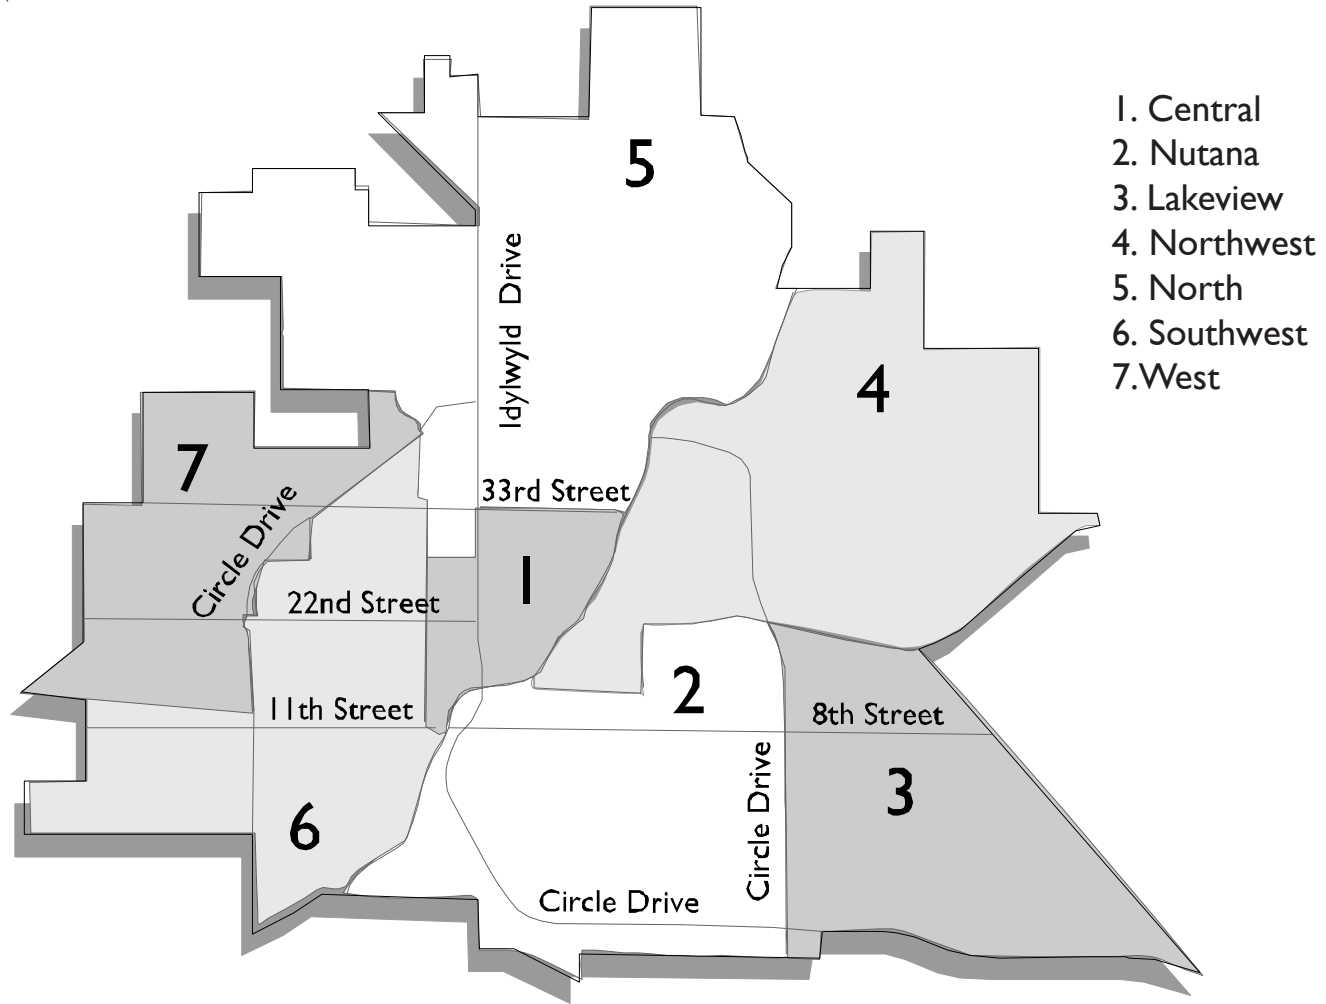 1. Central
2. Nutana
3. Lakeview
4. Northwest
5. North
6. Southwest
7.West
5
Idylwyld Drive
4
7
33rd Street
Circle Drive
1
22nd Street
2
11th Street
8th Street
Circle Drive
3
6
Circle Drive